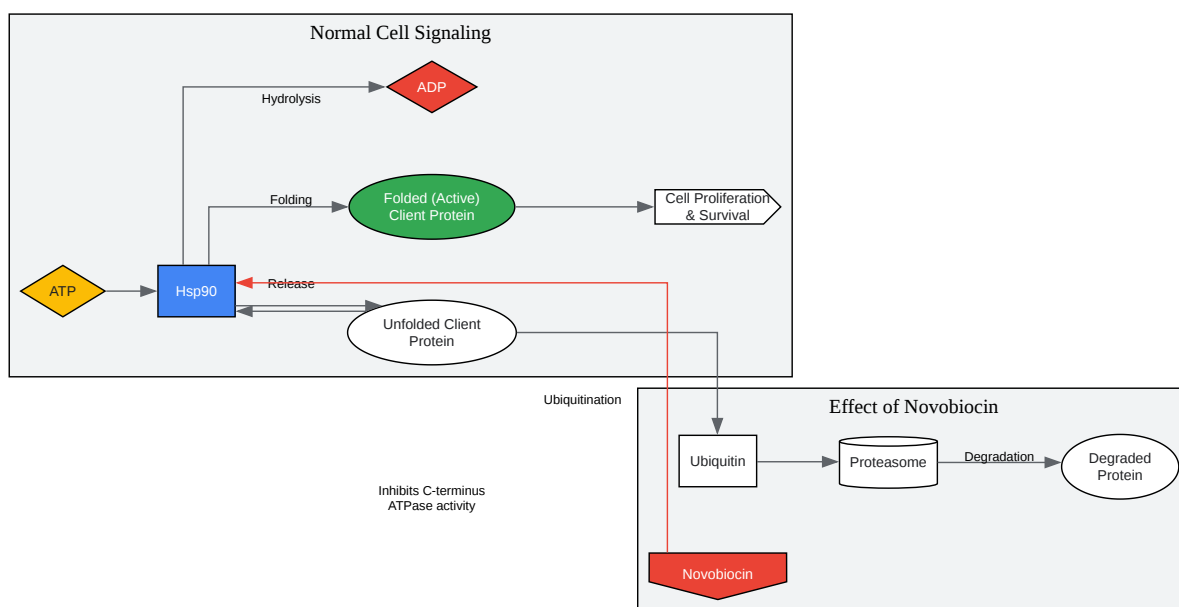 Normal Cell Signaling
ADP
Hydrolysis
Folding
Folded (Active)
Client Protein
Cell Proliferation
& Survival
ATP
Hsp90
Release
Unfolded Client
Protein
Ubiquitination
Effect of Novobiocin
Ubiquitin
Proteasome
Degradation
Degraded
Protein
Inhibits C-terminus
ATPase activity
Novobiocin